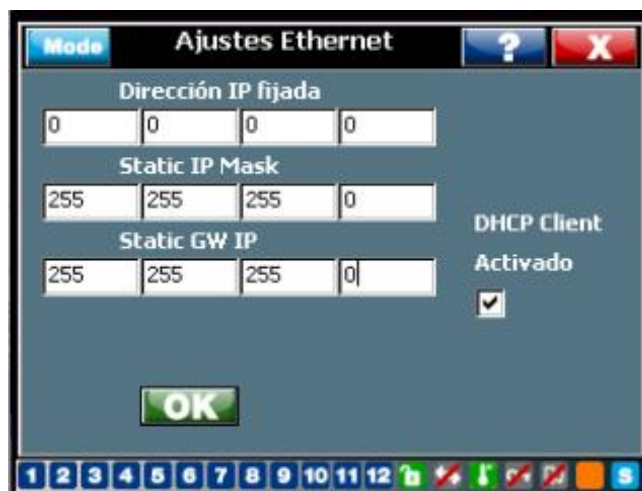 Mode Ajustes Ethernet ? X
Dirección IP fijada
0 0 0 0
Static IP Mask
255 255 255 0
Static GW IP
255 255 255 0
DHCP Client
Activado
OK
1 2 3 4 5 6 7 8 9 10 11 12 S